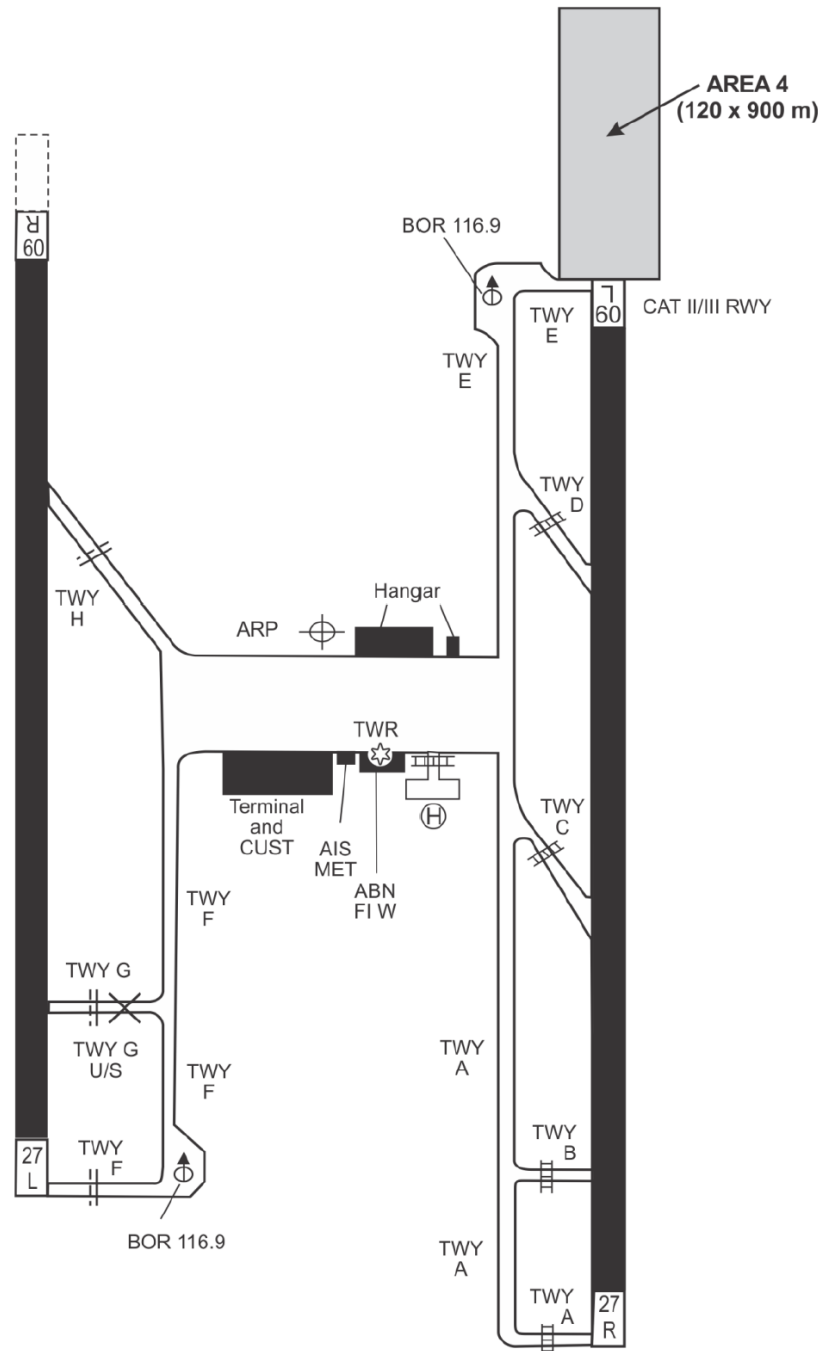 AREA 4
(120 x 900 m)
09
R
BOR 116.9
09
L
CAT II/III RWY
TWY
E
TWY
E
TWY
D
TWY
H
Hangar
ARP
TWR
TWY
C
Terminal
and
CUST
AIS
MET
H
ABN
FI W
TWY
F
TWY G
TWY G
U/S
TWY
F
TWY
A
TWY
B
27
L
TWY
F
BOR 116.9
TWY
A
TWY
A
27
R